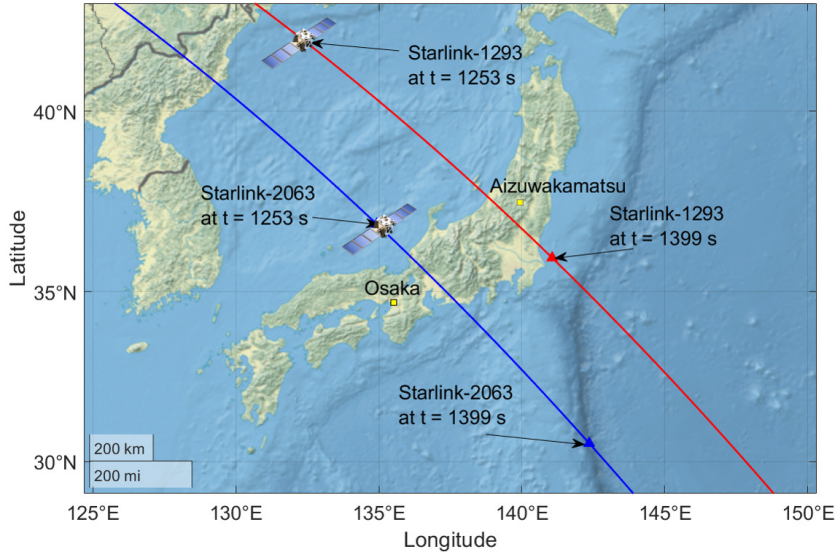 Starlink-1293
at t = 1253 s
40°N
Aizuwakamatsu
Starlink-2063
at t = 1253 s
Starlink-1293
at t = 1399 s
Latitude
35°N
Osaka
Starlink-2063
at t = 1399 s
200 km
200 mi
30°N
125°E
130°E
135°E
140°E
145°E
150°E
Longitude